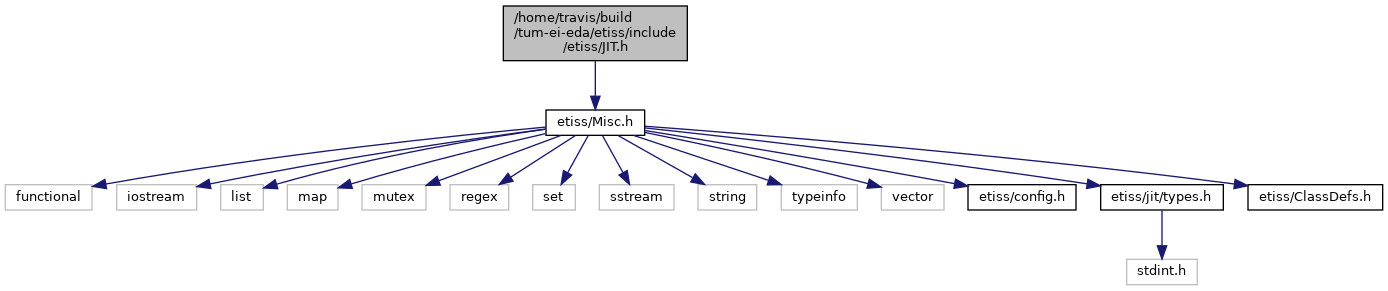 /home/travis/build
/tum-ei-eda/etiss/include
/etiss/JIT.h
etiss/Misc.h
functional
iostream
list
map
mutex
regex
set
sstream
string
typeinfo
vector
etiss/config.h
etiss/jit/types.h
etiss/ClassDefs.h
stdint.h